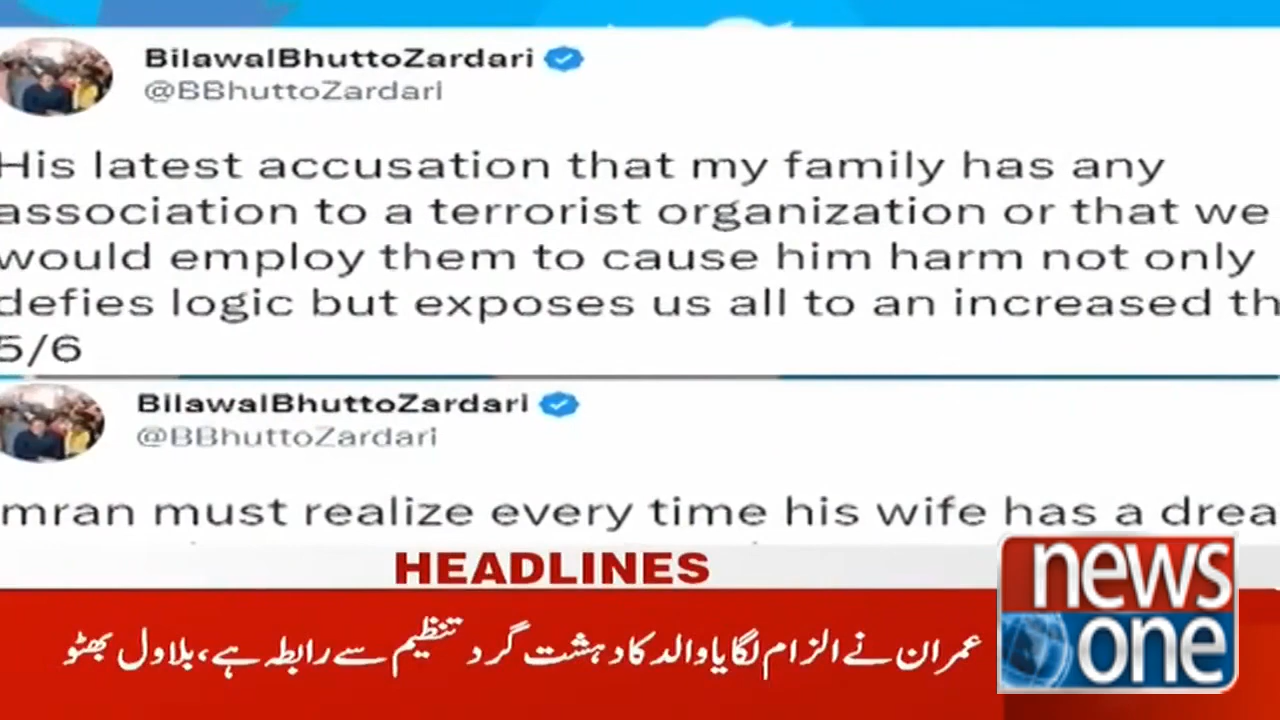 BilawalBhuttoZardari
@BBhuttoZardari
His latest accusation that my family has any
association to a terrorist organization or that we
would employ them to cause him harm not only
defies logic but exposes us all to an increased th
5/6
BilawalBhuttoZardari
@BBhuttoZardari
mran must realize every time his wife has a drea
HEADLINES
عمران نے الزام لگایا والد کا دہشت گرد تنظیم سے رابطہ ہے، بلاول بھٹو
news
one